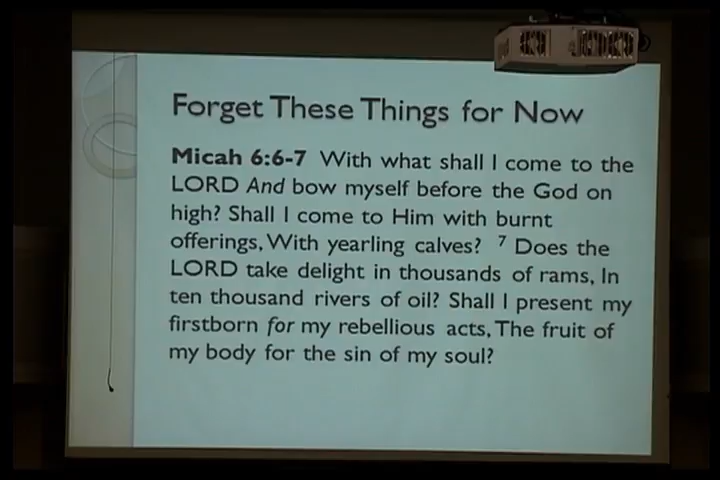 Forget These Things for Now
Micah 6:6-7 With what shall I come to the
LORD And bow myself before the God on
high? Shall I come to Him with burnt
offerings, With yearling calves? 7 Does the
LORD take delight in thousands of rams, In
ten thousand rivers of oil? Shall I present my
firstborn for my rebellious acts, The fruit of
my body for the sin of my soul?